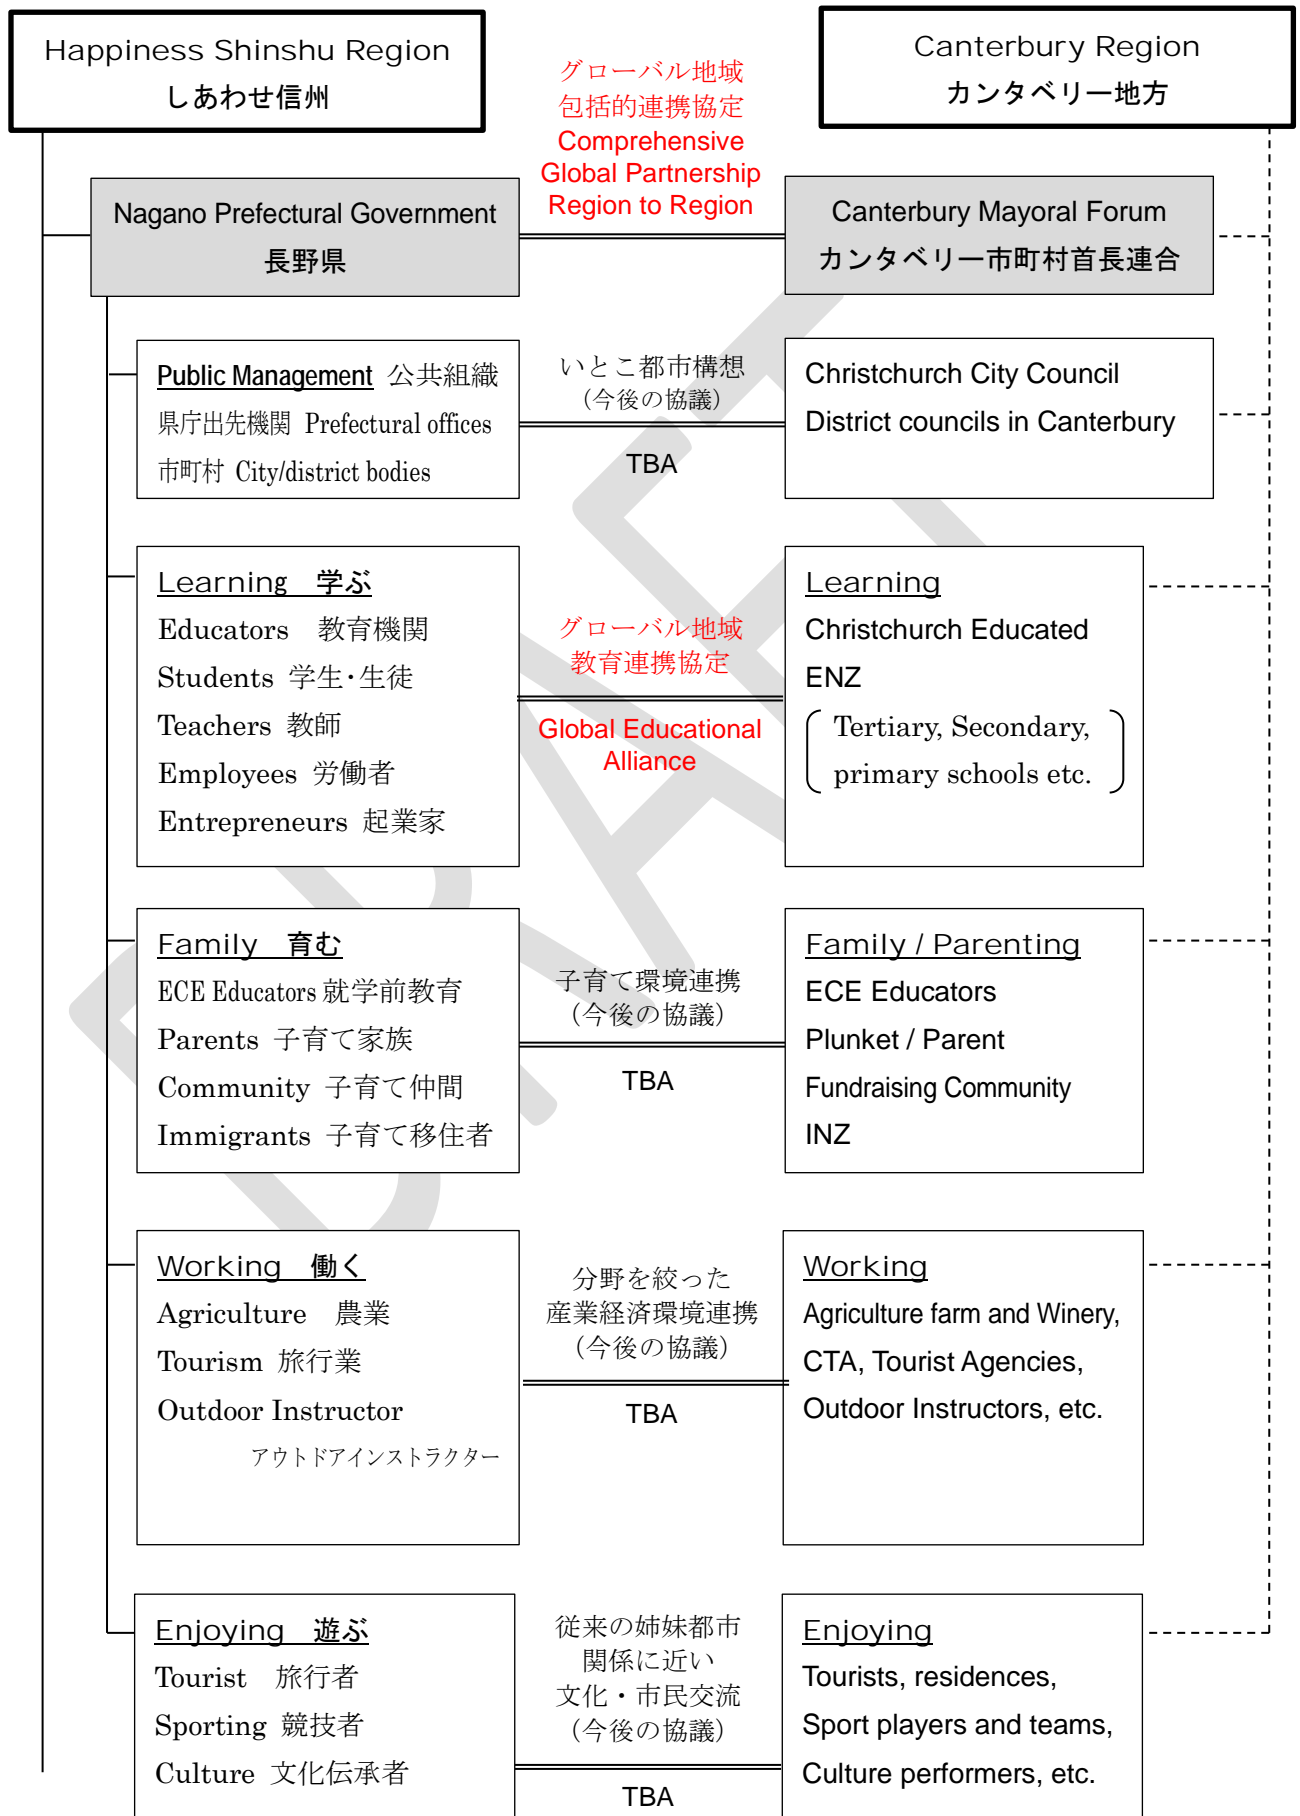 Happiness Shinshu Region
しあわせ信州
グローバル地域
包括的連携協定
Comprehensive
Global Partnership
Region to Region
Canterbury Region
カンタベリー地方
Nagano Prefectural Government
長野県
Canterbury Mayoral Forum
カンタベリー市町村首長連合
Public Management 公共組織
県庁出先機関 Prefectural offices
市町村 City/district bodies
いとこ都市構想
（今後の協議）
TBA
Christchurch City Council
District councils in Canterbury
Learning 学ぶ
Educators 教育機関
Students 学生・生徒
Teachers 教師
Employees 労働者
Entrepreneurs 起業家
グローバル地域
教育連携協定
Global Educational
Alliance
Learning
Christchurch Educated
ENZ
Tertiary, Secondary,
primary schools etc.
Family 育む
ECE Educators 就学前教育
Parents 子育て家族
Community 子育て仲間
Immigrants 子育て移住者
子育て環境連携
（今後の協議）
TBA
Family / Parenting
ECE Educators
Plunket / Parent
Fundraising Community
INZ
Working 働く
Agriculture 農業
Tourism 旅行業
Outdoor Instructor
アウトドアインストラクター
分野を絞った
産業経済環境連携
（今後の協議）
TBA
Working
Agriculture farm and Winery,
CTA, Tourist Agencies,
Outdoor Instructors, etc.
Enjoying 遊ぶ
Tourist 旅行者
Sporting 競技者
Culture 文化伝承者
従来の姉妹都市
関係に近い
文化・市民交流
（今後の協議）
TBA
Enjoying
Tourists, residences,
Sport players and teams,
Culture performers, etc.
DRAFT